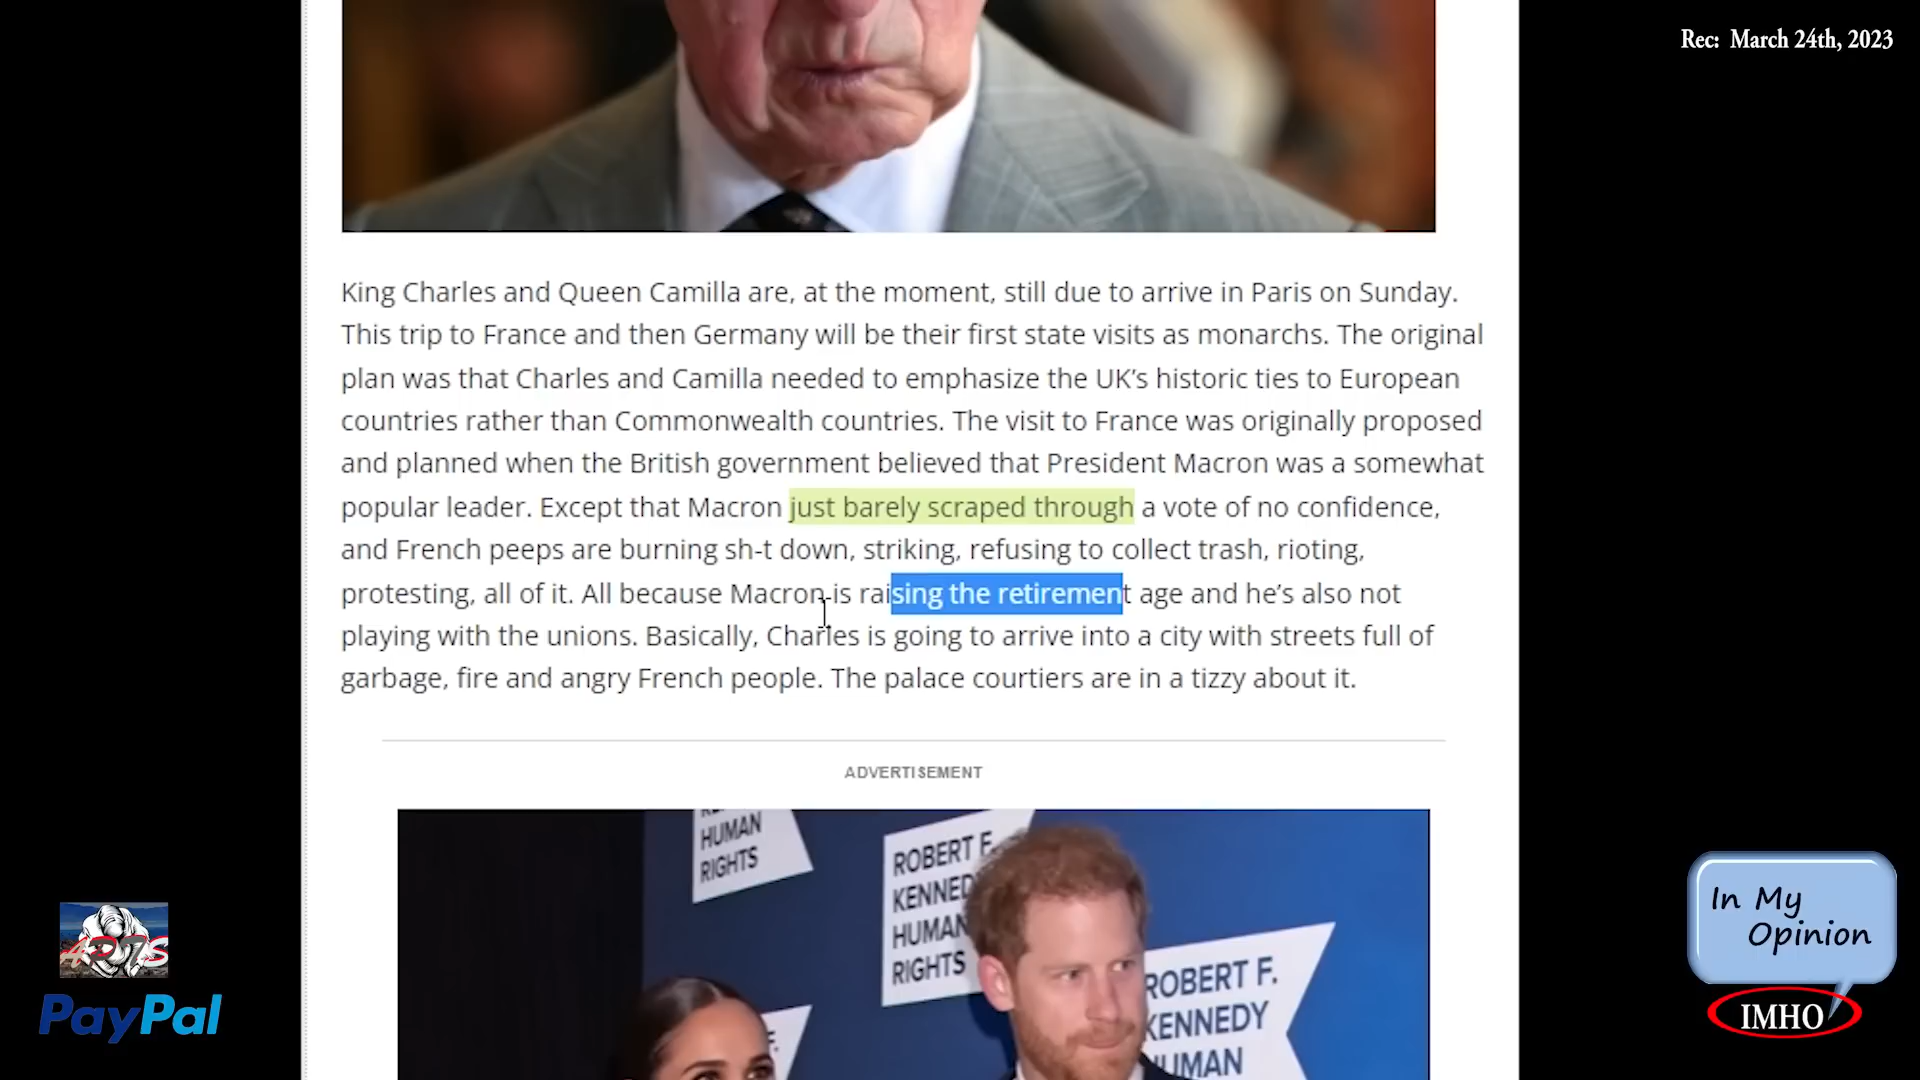 Rec: March 24th, 2023
King Charles and Queen Camilla are, at the moment, still due to arrive in Paris on Sunday.
This trip to France and then Germany will be their first state visits as monarchs. The original
plan was that Charles and Camilla needed to emphasize the UK’s historic ties to European
countries rather than Commonwealth countries. The visit to France was originally proposed
and planned when the British government believed that President Macron was a somewhat
popular leader. Except that Macron just barely scraped through a vote of no confidence,
and French peeps are burning sh-t down, striking, refusing to collect trash, rioting,
protesting, all of it. All because Macron is raising the retirement age and he’s also not
playing with the unions. Basically, Charles is going to arrive into a city with streets full of
garbage, fire and angry French people. The palace courtiers are in a tizzy about it.
ADVERTISEMENT
HUMAN
RIGHTS
ROBERT F.
KENNED
HUMAN
RIGHTS
ROBERT F.
KENNEDY
HUMAN
In My
Opinion
IMHO
PayPal